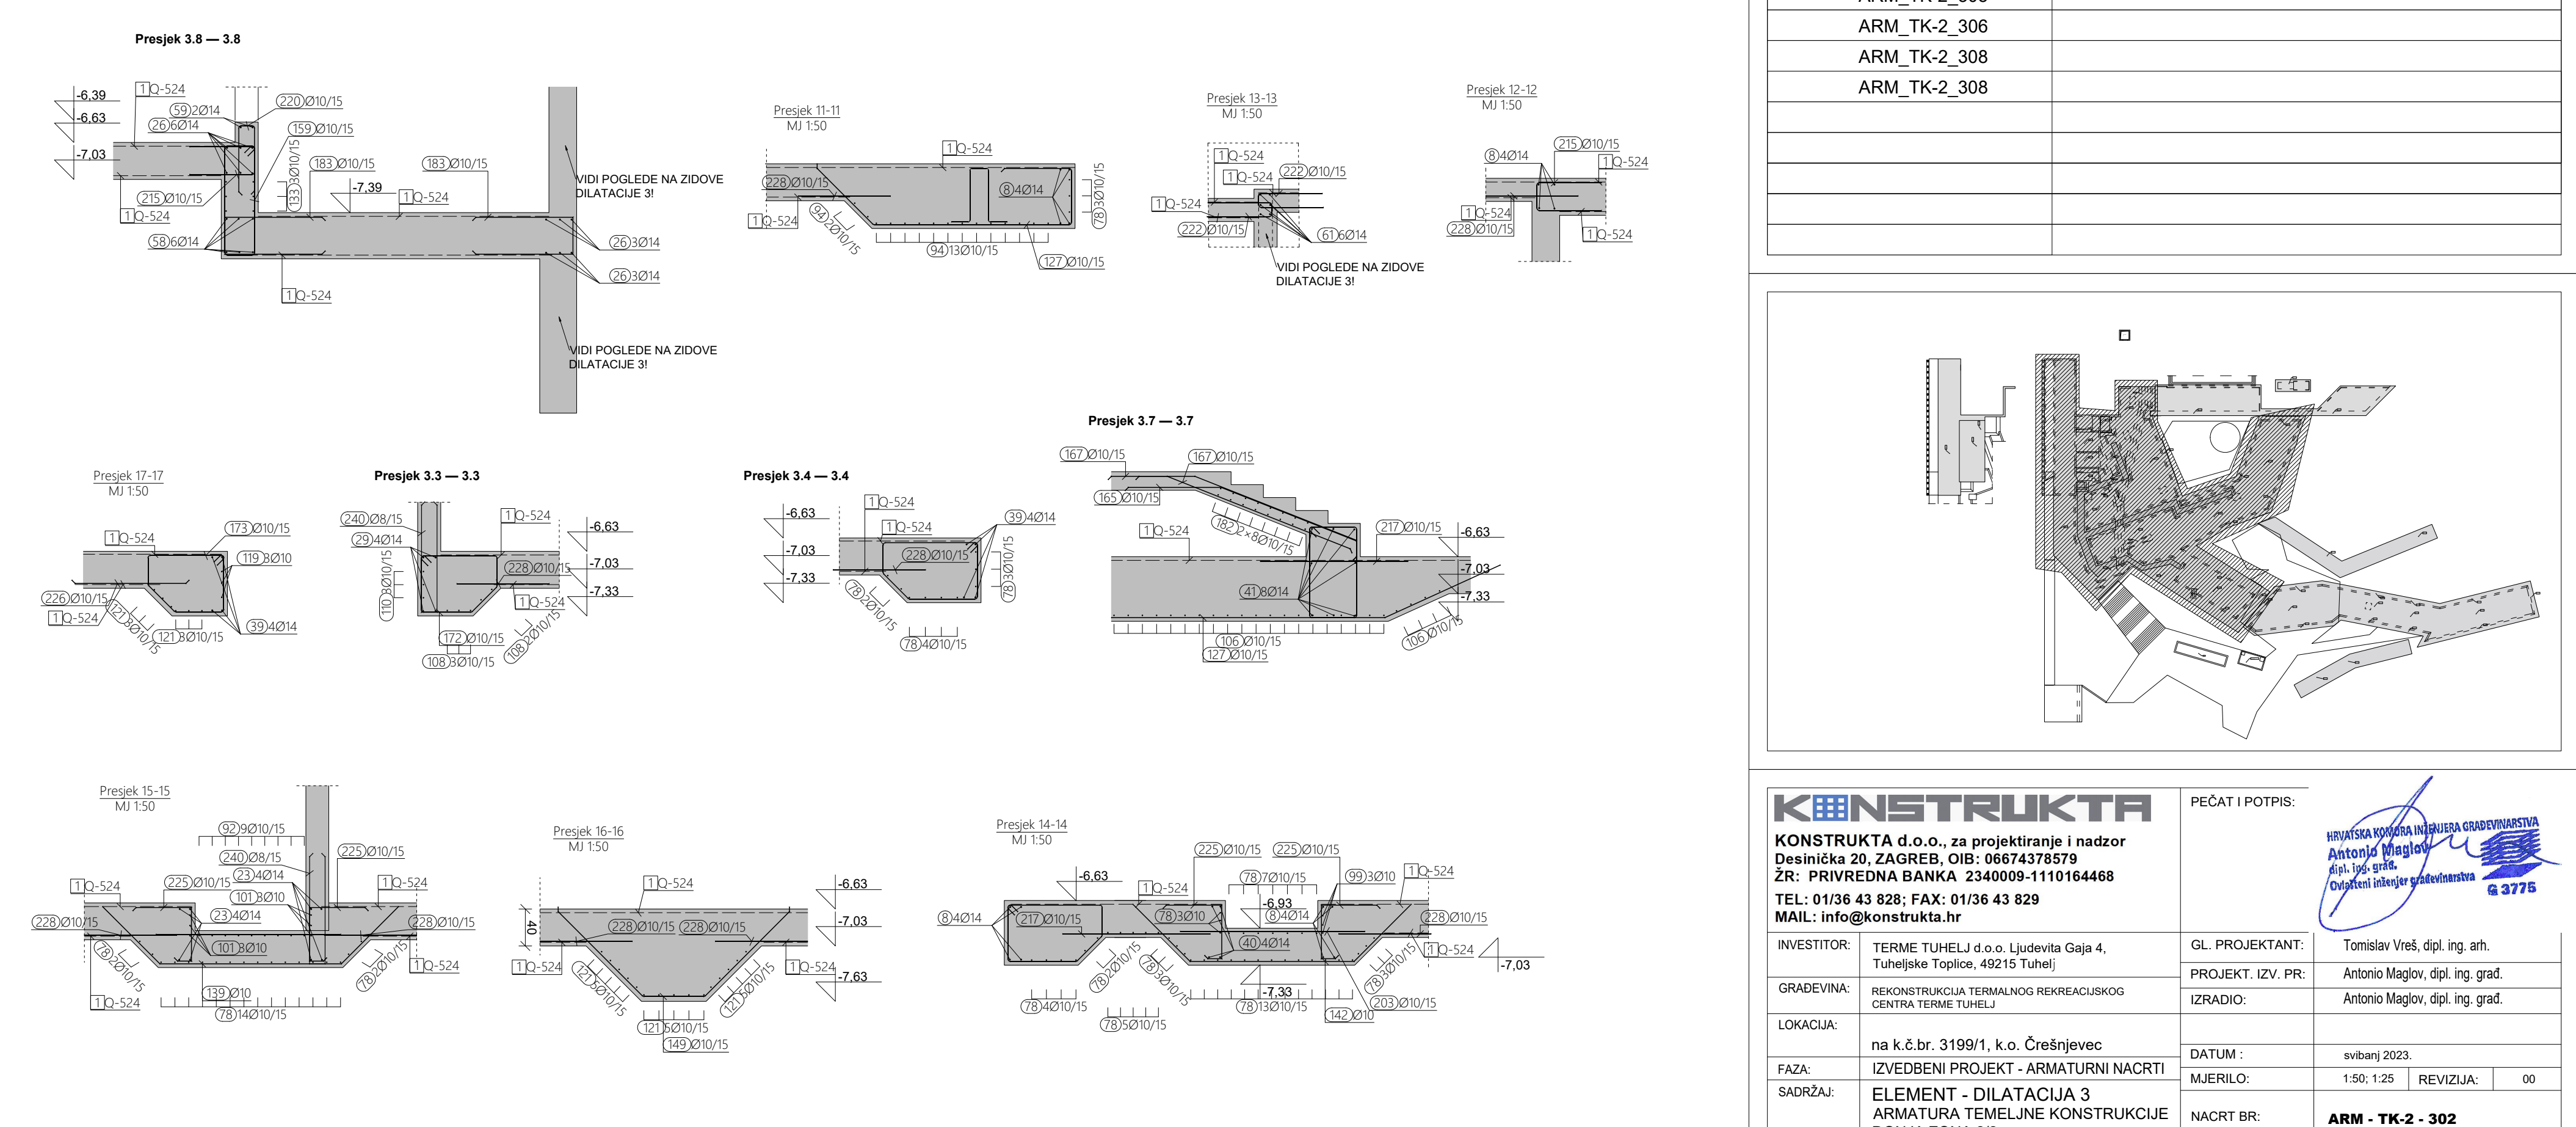 Presjek 3.8 — 3.8
-6,39
-6,63
-7,03
1 Q-524
59 2Ø14
26 6Ø14
220 Ø10/15
159 Ø10/15
133 3Ø10/15
183 Ø10/15
183 Ø10/15
-7,39
1 Q-524
215 Ø10/15
1 Q-524
58 6Ø14
26 3Ø14
26 3Ø14
1 Q-524
VIDI POGLEDE NA ZIDOVE
DILATACIJE 3!
VIDI POGLEDE NA ZIDOVE
DILATACIJE 3!
Presjek 11-11
MJ 1:50
1 Q-524
228 Ø10/15
8 4Ø14
78 3Ø10/15
1 Q-524
94 2Ø10/15
94 13Ø10/15
127 Ø10/15
Presjek 13-13
MJ 1:50
1 Q-524
1 Q-524
222 Ø10/15
1 Q-524
222 Ø10/15
61 6Ø14
VIDI POGLEDE NA ZIDOVE
DILATACIJE 3!
Presjek 12-12
MJ 1:50
8 4Ø14
215 Ø10/15
1 Q-524
1 Q-524
228 Ø10/15
1 Q-524
Presjek 17-17
MJ 1:50
1 Q-524
173 Ø10/15
119 3Ø10
226 Ø10/15
1 Q-524
121 3Ø10/15
121 3Ø10/15
39 4Ø14
Presjek 3.3 — 3.3
240 Ø8/15
29 4Ø14
1 Q-524
-6,63
-7,03
-7,33
110 3Ø10/15
228 Ø10/15
1 Q-524
172 Ø10/15
108 3Ø10/15
108 2Ø10/15
Presjek 3.4 — 3.4
-6,63
-7,03
-7,33
1 Q-524
1 Q-524
39 4Ø14
228 Ø10/15
78 3Ø10/15
78 2Ø10/15
78 4Ø10/15
Presjek 3.7 — 3.7
167 Ø10/15
167 Ø10/15
165 Ø10/15
1 Q-524
182 2×8Ø10/15
217 Ø10/15
-6,63
-7,03
-7,33
41 8Ø14
106 Ø10/15
127 Ø10/15
106 Ø10/15
Presjek 15-15
MJ 1:50
92 9Ø10/15
240 Ø8/15
225 Ø10/15
1 Q-524
225 Ø10/15
23 4Ø14
1 Q-524
101 3Ø10
228 Ø10/15
23 4Ø14
228 Ø10/15
101 3Ø10
78 2Ø10/15
78 2Ø10/15
1 Q-524
1 Q-524
139 Ø10
78 14Ø10/15
Presjek 16-16
MJ 1:50
1 Q-524
-6,63
40
228 Ø10/15
228 Ø10/15
-7,03
1 Q-524
1 Q-524
-7,63
121 5Ø10/15
121 5Ø10/15
121 5Ø10/15
149 Ø10/15
Presjek 14-14
MJ 1:50
225 Ø10/15
225 Ø10/15
-6,63
1 Q-524
78 7Ø10/15
99 3Ø10
1 Q-524
-6,93
8 4Ø14
217 Ø10/15
78 3Ø10
8 4Ø14
228 Ø10/15
40 4Ø14
1 Q-524
-7,03
78 2Ø10/15
78 3Ø10/15
78 3Ø10/15
-7,33
78 4Ø10/15
78 5Ø10/15
78 13Ø10/15
142 Ø10
203 Ø10/15
ARM_TK-2_306
ARM_TK-2_308
ARM_TK-2_308
KONSTRUKTA
KONSTRUKTA d.o.o., za projektiranje i nadzor
Desinička 20, ZAGREB, OIB: 06674378579
ŽR: PRIVREDNA BANKA 2340009-1110164468
TEL: 01/36 43 828; FAX: 01/36 43 829
MAIL: info@konstrukta.hr
PEČAT I POTPIS:
HRVATSKA KOMORA INŽENJERA GRAĐEVINARSTVA
Antonio Maglov
dipl. ing. građ.
Ovlašteni inženjer građevinarstva
G 3775
INVESTITOR:
TERME TUHELJ d.o.o. Ljudevita Gaja 4,
Tuheljske Toplice, 49215 Tuhelj
GRAĐEVINA:
REKONSTRUKCIJA TERMALNOG REKREACIJSKOG
CENTRA TERME TUHELJ
LOKACIJA:
na k.č.br. 3199/1, k.o. Črešnjevec
FAZA:
IZVEDBENI PROJEKT - ARMATURNI NACRTI
SADRŽAJ:
ELEMENT - DILATACIJA 3
ARMATURA TEMELJNE KONSTRUKCIJE
GL. PROJEKTANT:
Tomislav Vreš, dipl. ing. arh.
PROJEKT. IZV. PR:
Antonio Maglov, dipl. ing. građ.
IZRADIO:
Antonio Maglov, dipl. ing. građ.
DATUM :
svibanj 2023.
MJERILO:
1:50; 1:25
REVIZIJA:
00
NACRT BR:
ARM - TK-2 - 302